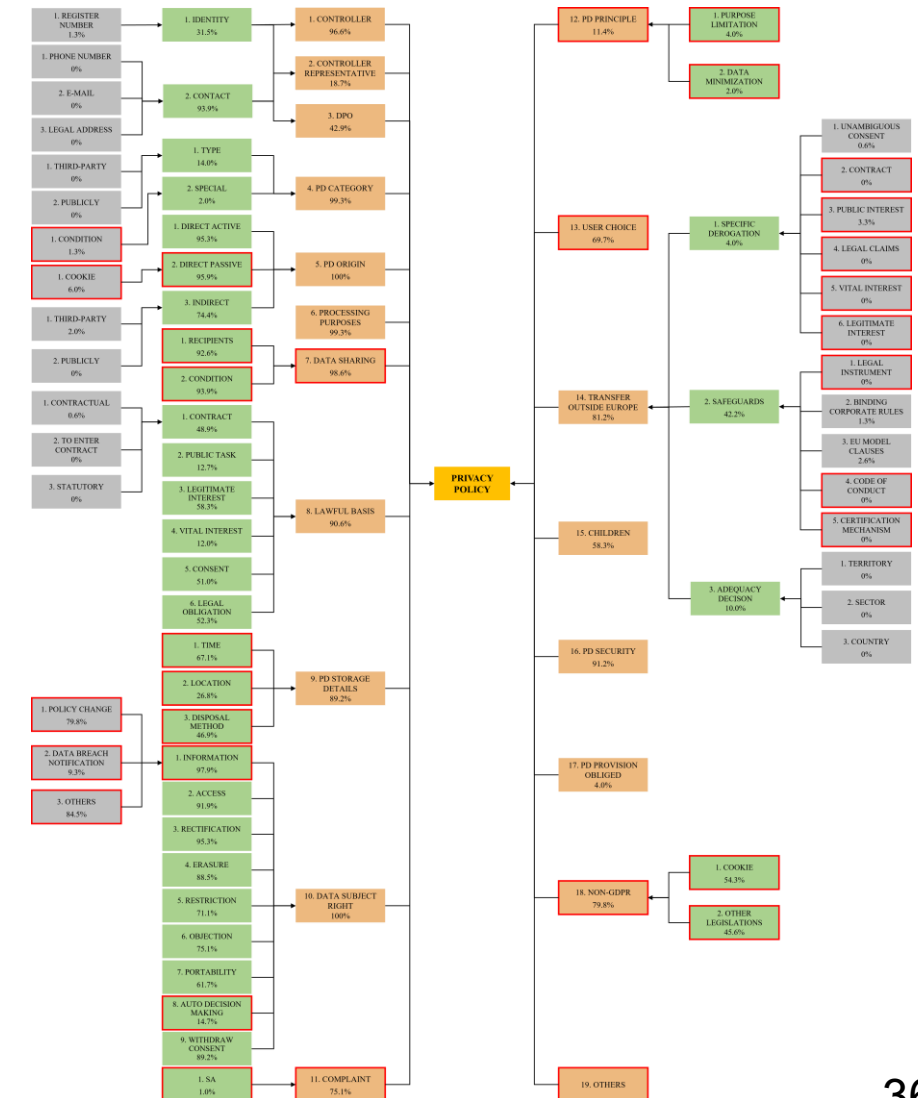 1. REGISTER
NUMBER
1.3%
1. PHONE NUMBER
0%
2. E-MAIL
0%
3. LEGAL ADDRESS
0%
1. THIRD-PARTY
0%
2. PUBLICLY
0%
1. CONDITION
1.3%
1. COOKIE
6.0%
1. THIRD-PARTY
2.0%
2. PUBLICLY
0%
1. CONTRACTUAL
0.6%
2. TO ENTER
CONTRACT
0%
3. STATUTORY
0%
1. POLICY CHANGE
79.8%
2. DATA BREACH
NOTIFICATION
9.3%
3. OTHERS
84.5%
1. IDENTITY
31.5%
2. CONTACT
93.9%
1. TYPE
14.0%
2. SPECIAL
2.0%
1. DIRECT ACTIVE
95.3%
2. DIRECT PASSIVE
95.9%
3. INDIRECT
74.4%
1. RECIPIENTS
92.6%
2. CONDITION
93.9%
1. CONTRACT
48.9%
2. PUBLIC TASK
12.7%
3. LEGITIMATE
INTEREST
58.3%
4. VITAL INTEREST
12.0%
5. CONSENT
51.0%
6. LEGAL
OBLIGATION
52.3%
1. TIME
67.1%
2. LOCATION
26.8%
3. DISPOSAL
METHOD
46.9%
1. INFORMATION
97.9%
2. ACCESS
91.9%
3. RECTIFICATION
95.3%
4. ERASURE
88.5%
5. RESTRICTION
71.1%
6. OBJECTION
75.1%
7. PORTABILITY
61.7%
8. AUTO DECISION
MAKING
14.7%
9. WITHDRAW
CONSENT
89.2%
1. SA
1.0%
1. CONTROLLER
96.6%
2. CONTROLLER
REPRESENTATIVE
18.7%
3. DPO
42.9%
4. PD CATEGORY
99.3%
5. PD ORIGIN
100%
6. PROCESSING
PURPOSES
99.3%
7. DATA SHARING
98.6%
8. LAWFUL BASIS
90.6%
9. PD STORAGE
DETAILS
89.2%
10. DATA SUBJECT
RIGHT
100%
11. COMPLAINT
75.1%
PRIVACY
POLICY
12. PD PRINCIPLE
11.4%
13. USER CHOICE
69.7%
14. TRANSFER
OUTSIDE EUROPE
81.2%
15. CHILDREN
58.3%
16. PD SECURITY
91.2%
17. PD PROVISION
OBLIGED
4.0%
18. NON-GDPR
79.8%
19. OTHERS
1. PURPOSE
LIMITATION
4.0%
2. DATA
MINIMIZATION
2.0%
1. SPECIFIC
DEROGATION
4.0%
2. SAFEGUARDS
42.2%
3. ADEQUACY
DECISON
10.0%
1. COOKIE
54.3%
2. OTHER
LEGISLATIONS
45.6%
1. UNAMBIGUOUS
CONSENT
0.6%
2. CONTRACT
0%
3. PUBLIC INTEREST
3.3%
4. LEGAL CLAIMS
0%
5. VITAL INTEREST
0%
6. LEGITIMATE
INTEREST
0%
1. LEGAL
INSTRUMENT
0%
2. BINDING
CORPORATE RULES
1.3%
3. EU MODEL
CLAUSES
2.6%
4. CODE OF
CONDUCT
0%
5. CERTIFICATION
MECHANISM
0%
1. TERRITORY
0%
2. SECTOR
0%
3. COUNTRY
0%